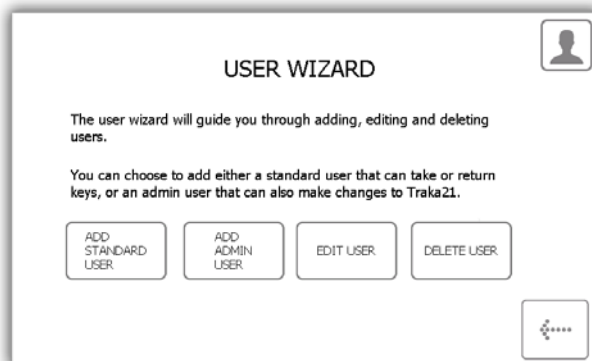 USER WIZARD
The user wizard will guide you through adding, editing and deleting
users.
You can choose to add either a standard user that can take or return
keys, or an admin user that can also make changes to Traka21.
ADD
STANDARD
USER
ADD
ADMIN
USER
EDIT USER
DELETE USER